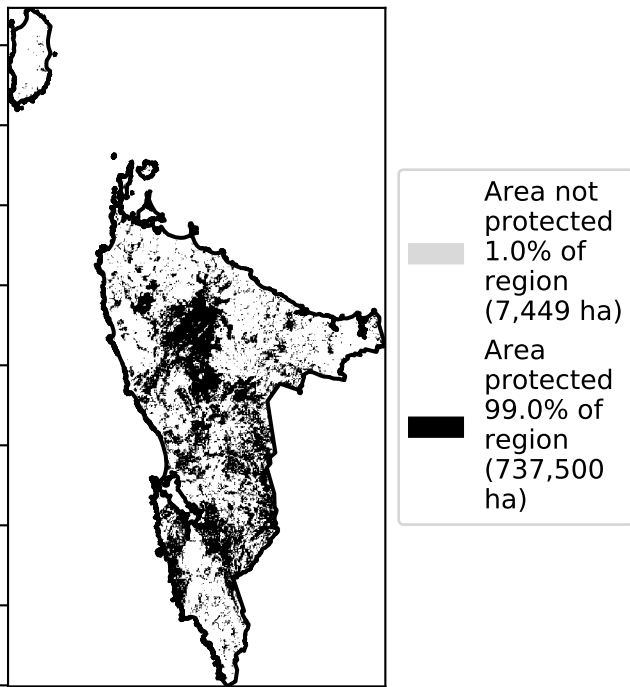 Area not
protected
1.0% of
region
(7,449 ha)
Area
protected
99.0% of
region
(737,500
ha)